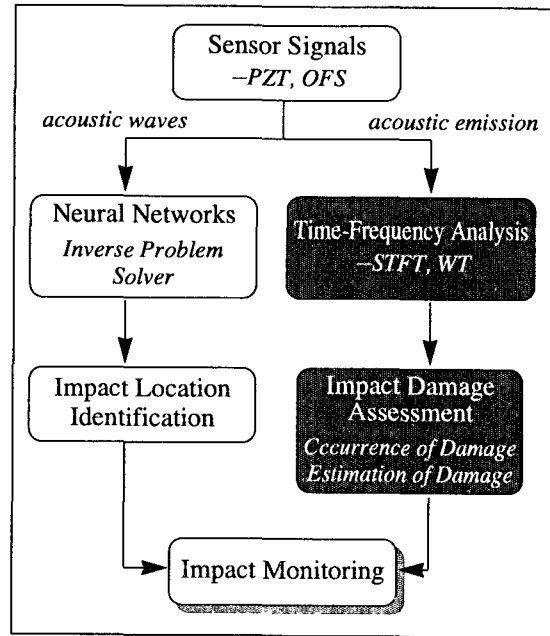 Sensor Signals
–PZT, OFS
acoustic waves
acoustic emission
Neural Networks
Inverse Problem
Solver
Time-Frequency Analysis
–STFT, WT
Impact Location
Identification
Impact Damage
Assessment
Cccurrence of Damage
Estimation of Damage
Impact Monitoring